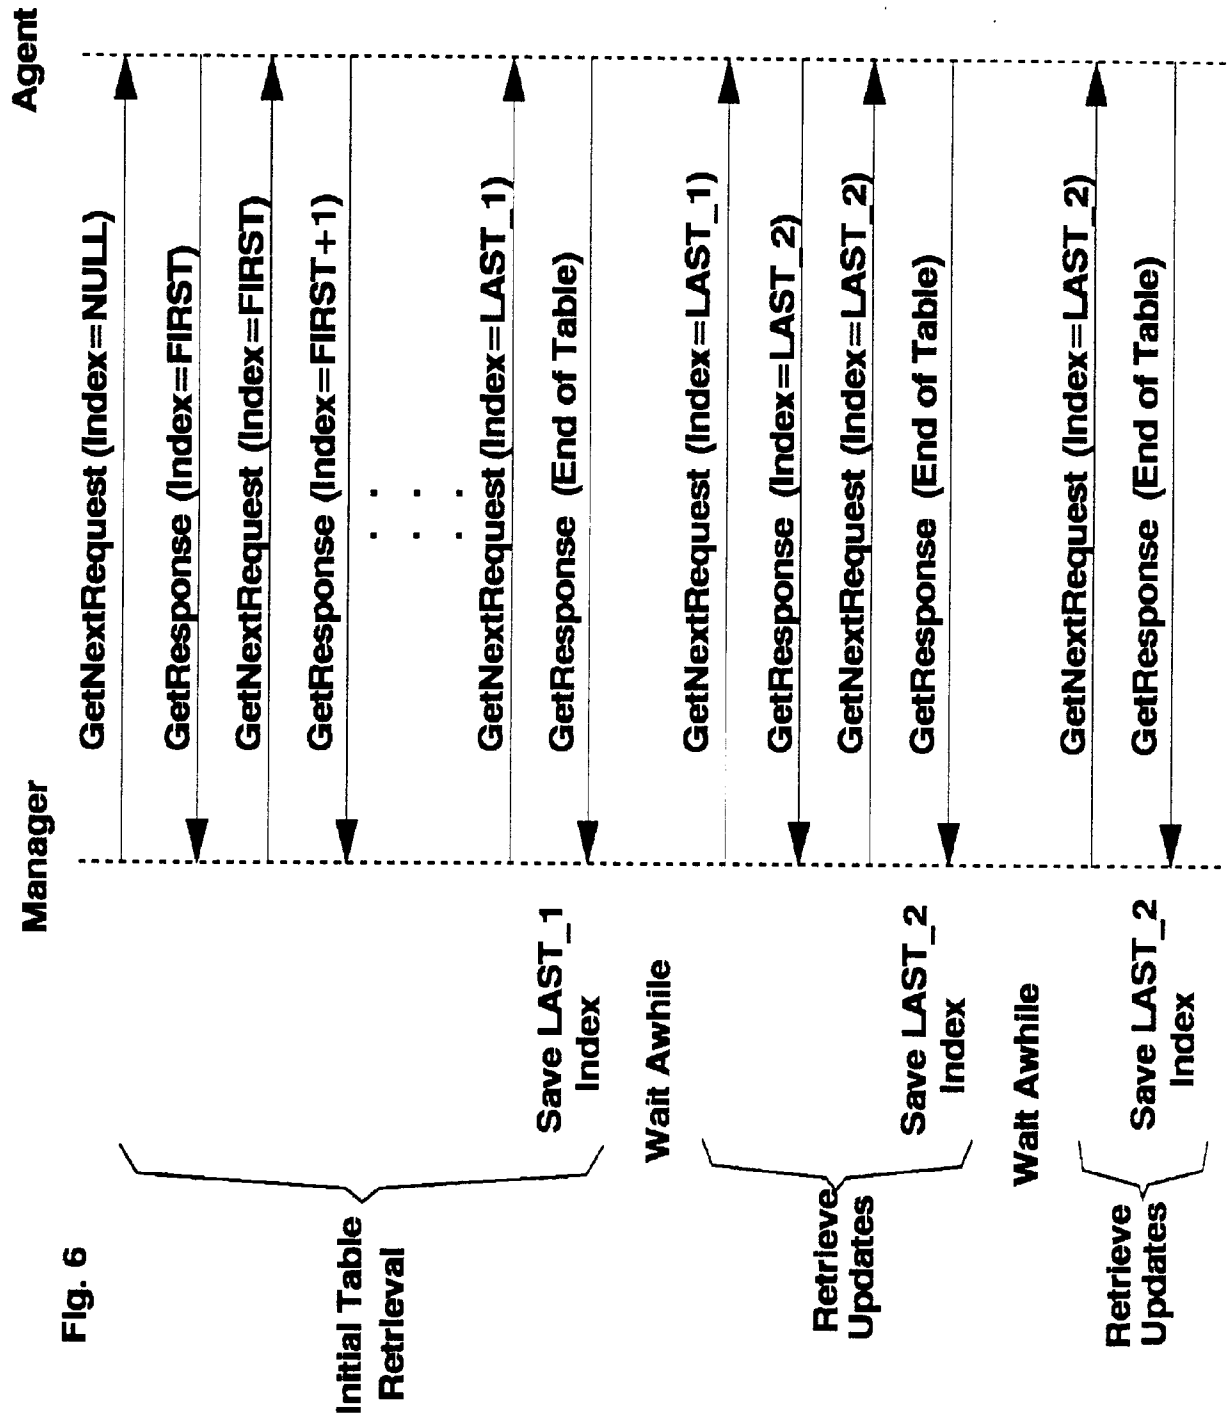 Fig. 6
Manager
Agent
Initial Table
Retrieval
GetNextRequest (Index=NULL)
GetResponse (Index=FIRST)
GetNextRequest (Index=FIRST)
GetResponse (Index=FIRST+1)
. . .
. . .
GetNextRequest (Index=LAST_1)
GetResponse (End of Table)
Save LAST_1
Index
Wait Awhile
Retrieve
Updates
GetNextRequest (Index=LAST_1)
GetResponse (Index=LAST_2)
GetNextRequest (Index=LAST_2)
GetResponse (End of Table)
Save LAST_2
Index
Wait Awhile
Retrieve
Updates
GetNextRequest (Index=LAST_2)
GetResponse (End of Table)
Save LAST_2
Index